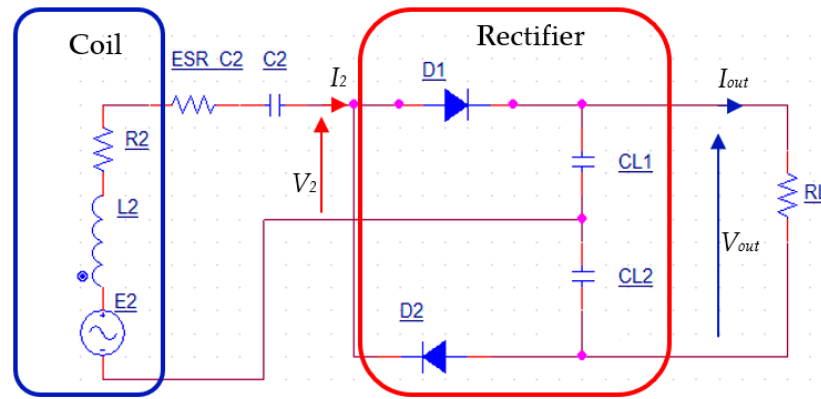 Coil
Rectifier
ESR_C2
C2
I2
D1
Iout
R2
V2
CL1
L2
Vout
CL2
E2
D2